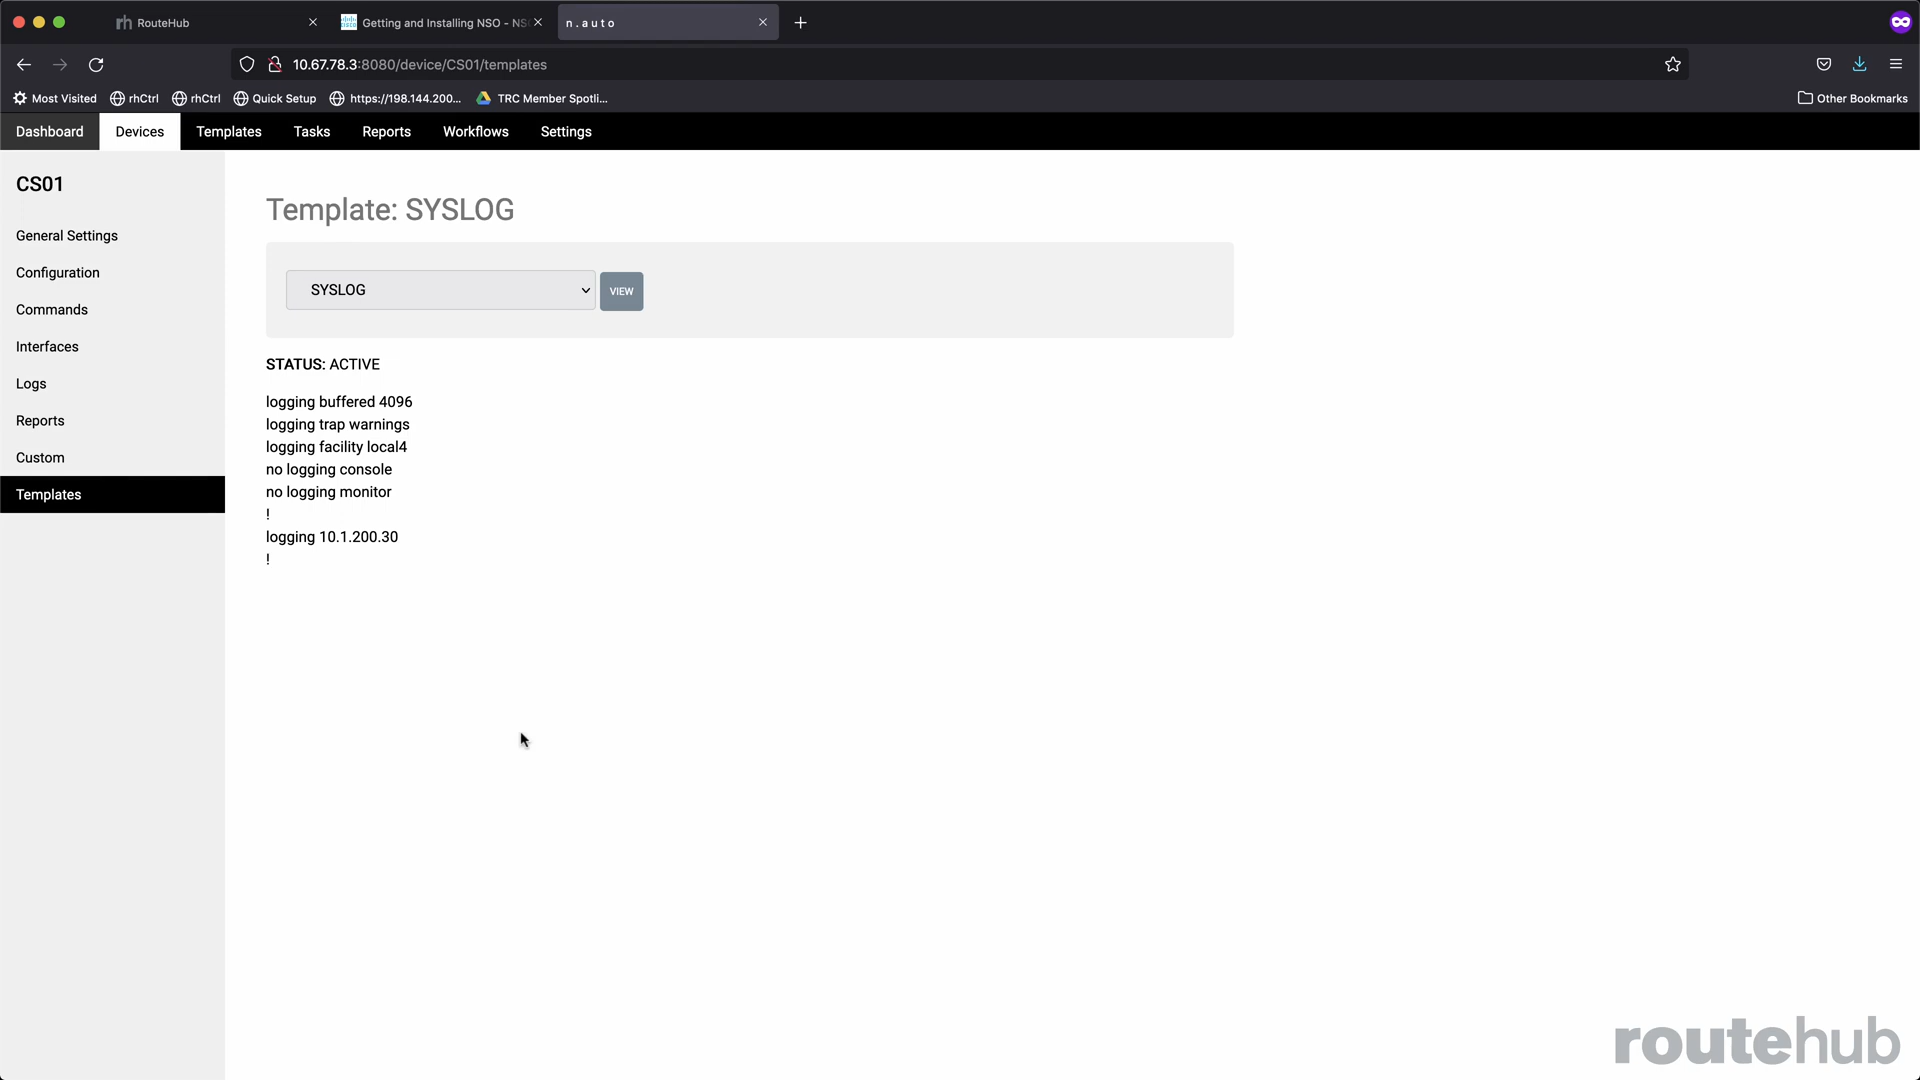 RouteHub
Getting and Installing NSO - NS
n.auto
10.67.78.3:8080/device/CS01/templates
Most Visited
rhCtrl
rhCtrl
Quick Setup
https://198.144.200...
TRC Member Spotli...
Other Bookmarks
Dashboard
Devices
Templates
Tasks
Reports
Workflows
Settings
CS01
General Settings
Configuration
Commands
Interfaces
Logs
Reports
Custom
Templates
Template: SYSLOG
SYSLOG
VIEW
STATUS: ACTIVE
logging buffered 4096
logging trap warnings
logging facility local4
no logging console
no logging monitor
!
logging 10.1.200.30
!
routehub